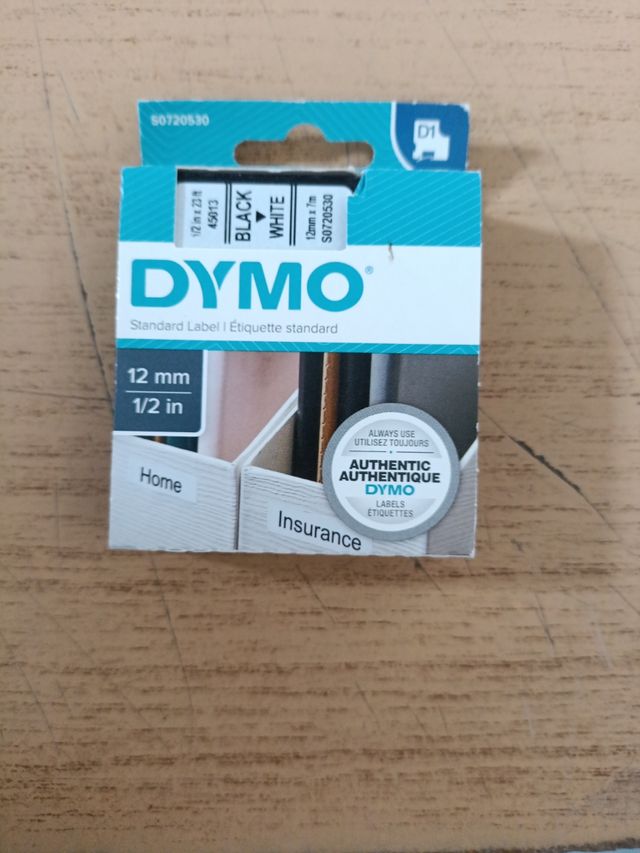 S0720530
D1
1/2 in x 23 ft
45013
BLACK
WHITE
12mm x 7m
S0720530
DYMO®
Standard Label | Étiquette standard
12 mm
1/2 in
ALWAYS USE
UTILISEZ TOUJOURS
AUTHENTIC
AUTHENTIQUE
DYMO
LABELS
ÉTIQUETTES
Home
Insurance